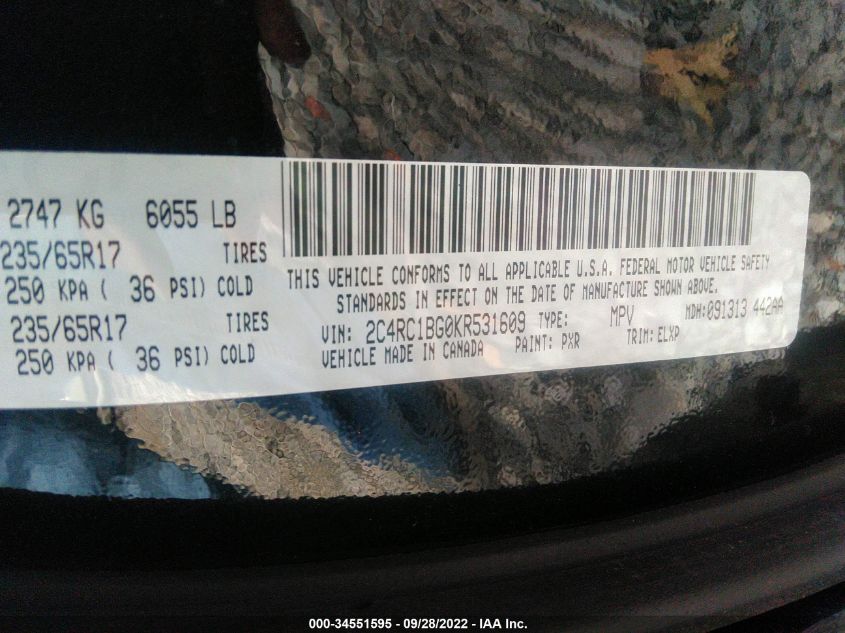 2747 KG 6055 LB
235/65R17 TIRES
250 KPA ( 36 PSI) COLD
235/65R17 TIRES
250 KPA ( 36 PSI) COLD
THIS VEHICLE CONFORMS TO ALL APPLICABLE U.S.A. FEDERAL MOTOR VEHICLE SAFETY
STANDARDS IN EFFECT ON THE DATE OF MANUFACTURE SHOWN ABOVE.
VIN: 2C4RC1BG0KR531609 TYPE: MPV MDH:091313 442AA
VEHICLE MADE IN CANADA PAINT: PXR TRIM: ELXP
000-34551595 - 09/28/2022 - IAA Inc.